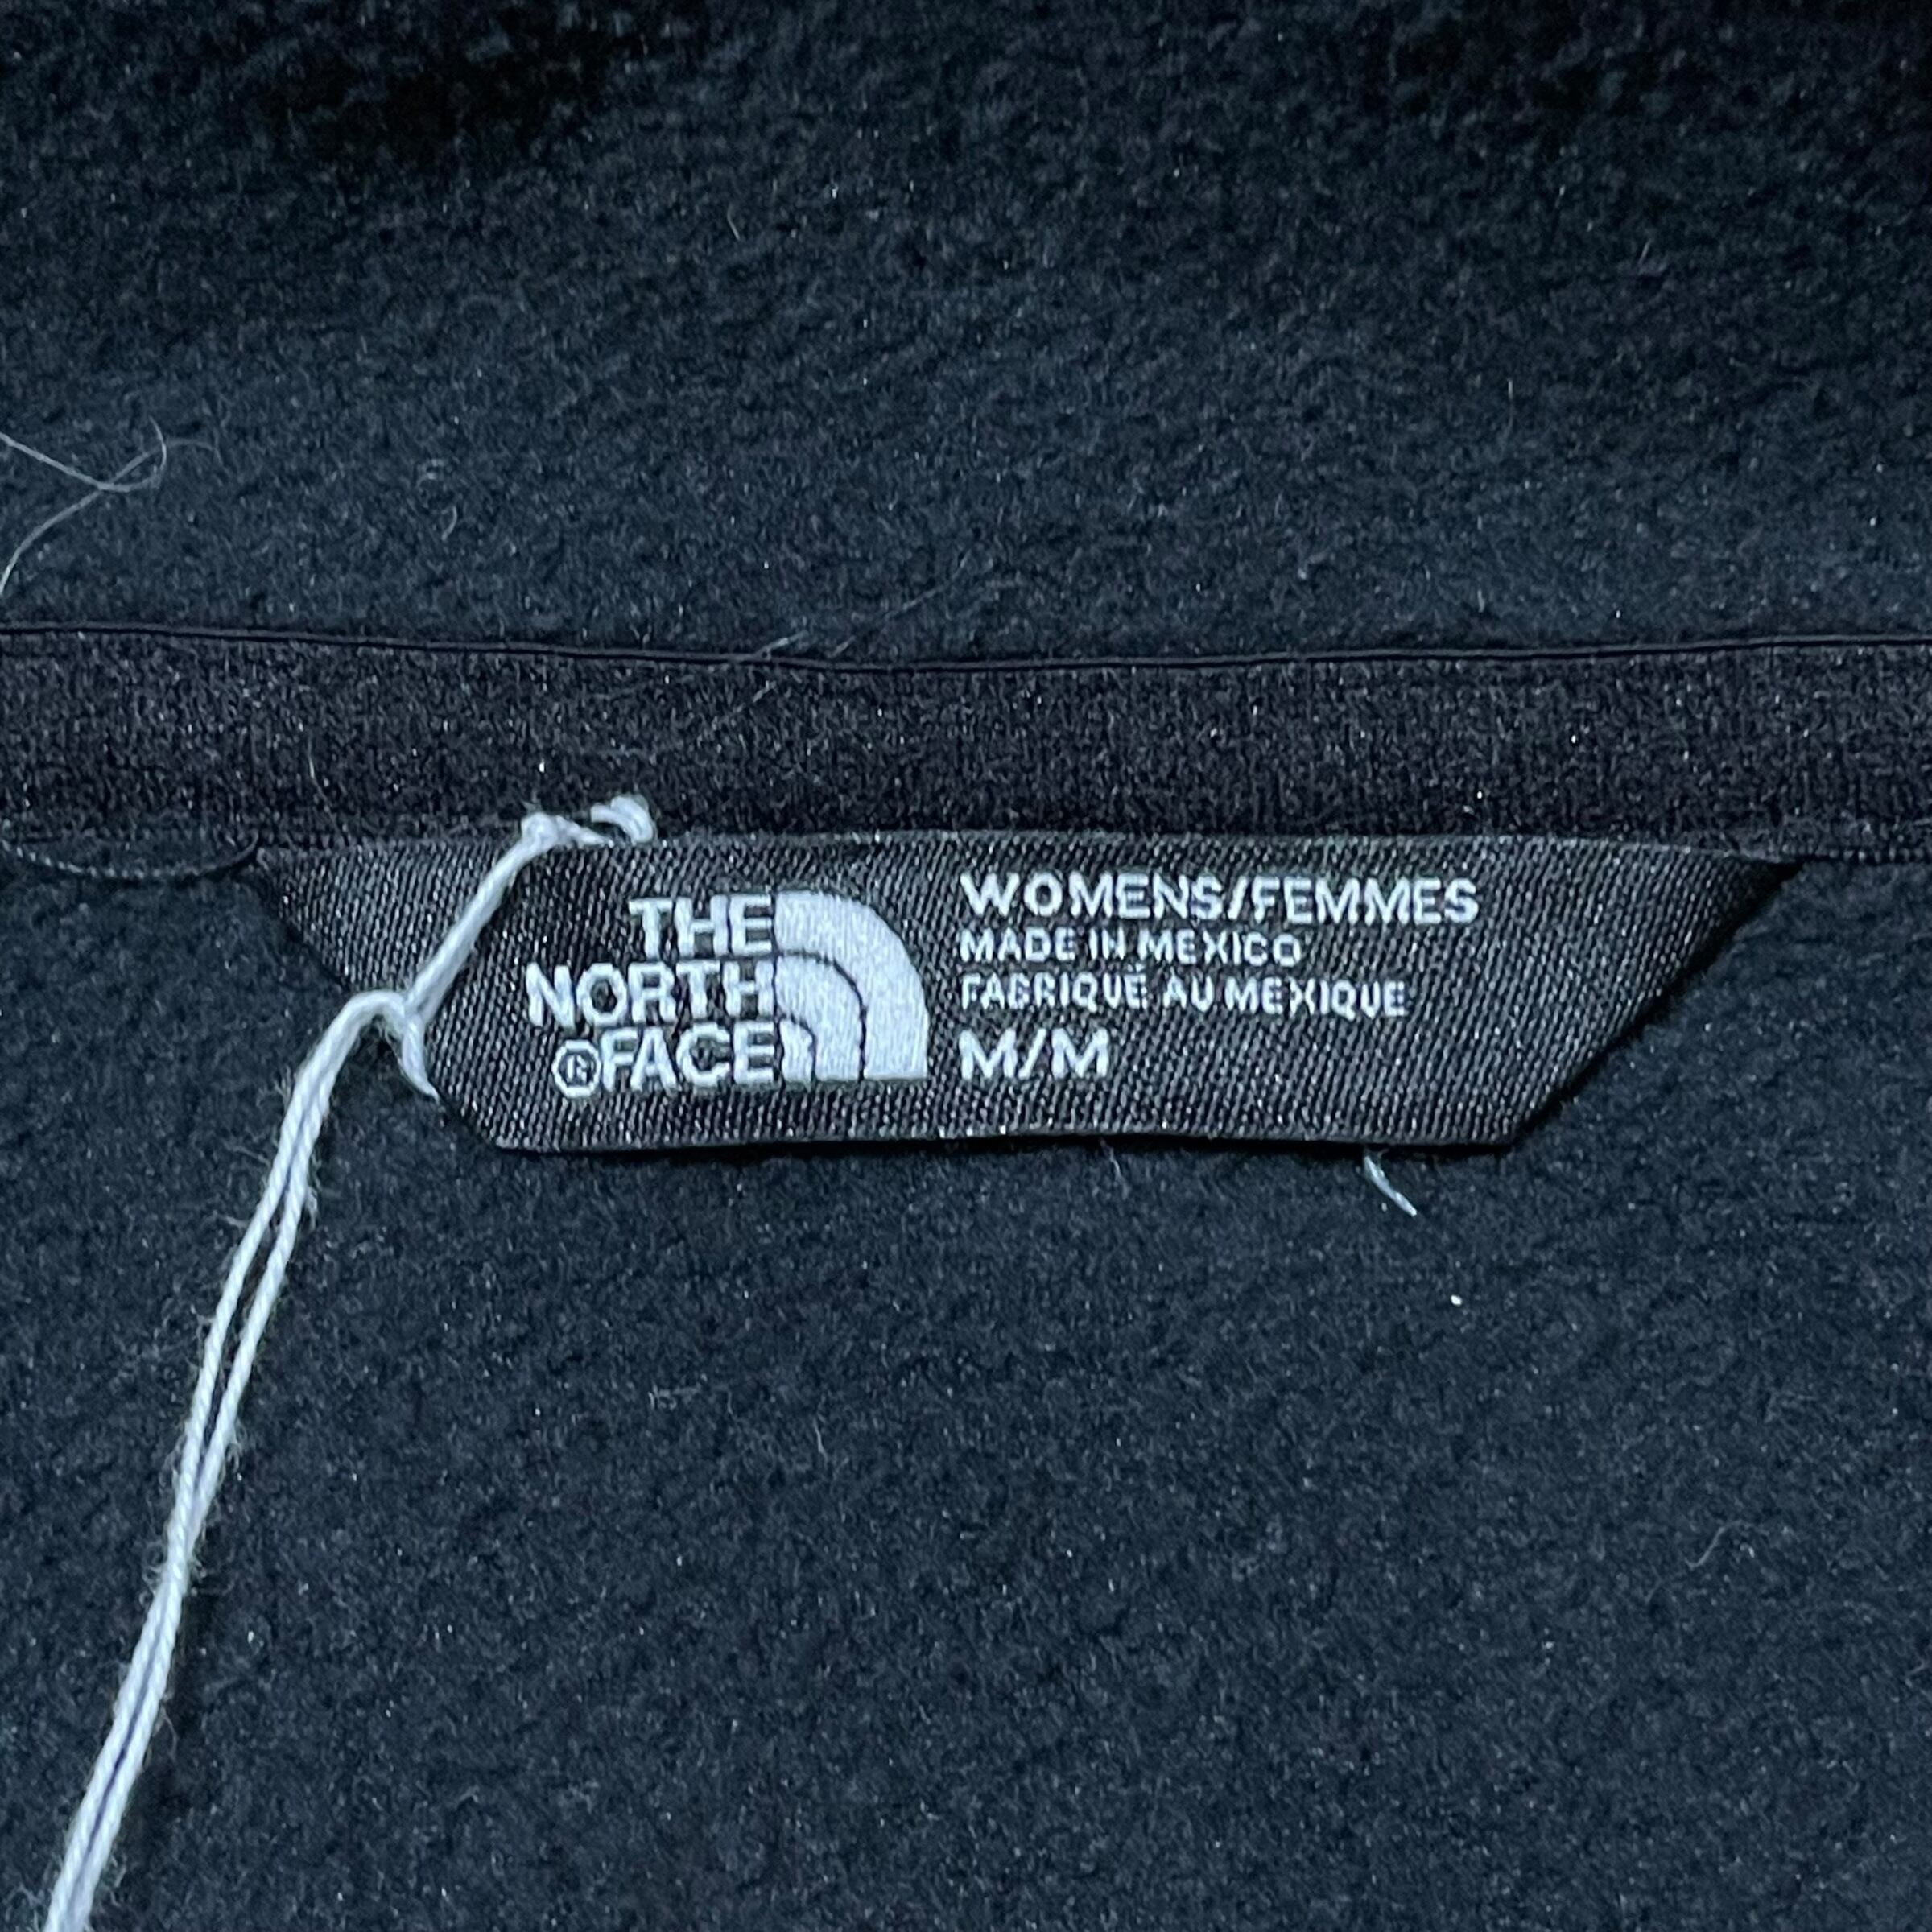 THE
NORTH
®FACE
WOMENS/FEMMES
MADE IN MEXICO
FABRIQUÉ AU MEXIQUE
M/M